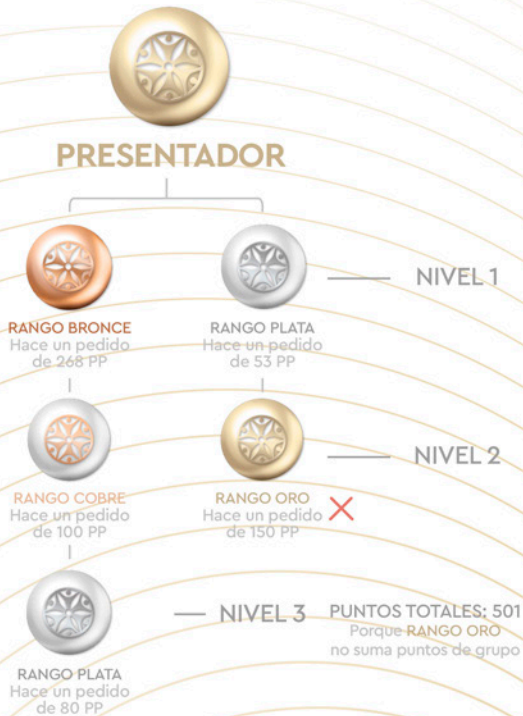 PRESENTADOR
NIVEL 1
RANGO BRONCE
Hace un pedido
de 268 PP
RANGO PLATA
Hace un pedido
de 53 PP
NIVEL 2
RANGO COBRE
Hace un pedido
de 100 PP
RANGO ORO
Hace un pedido
de 150 PP
NIVEL 3
PUNTOS TOTALES: 501
Porque RANGO ORO
no suma puntos de grupo
RANGO PLATA
Hace un pedido
de 80 PP